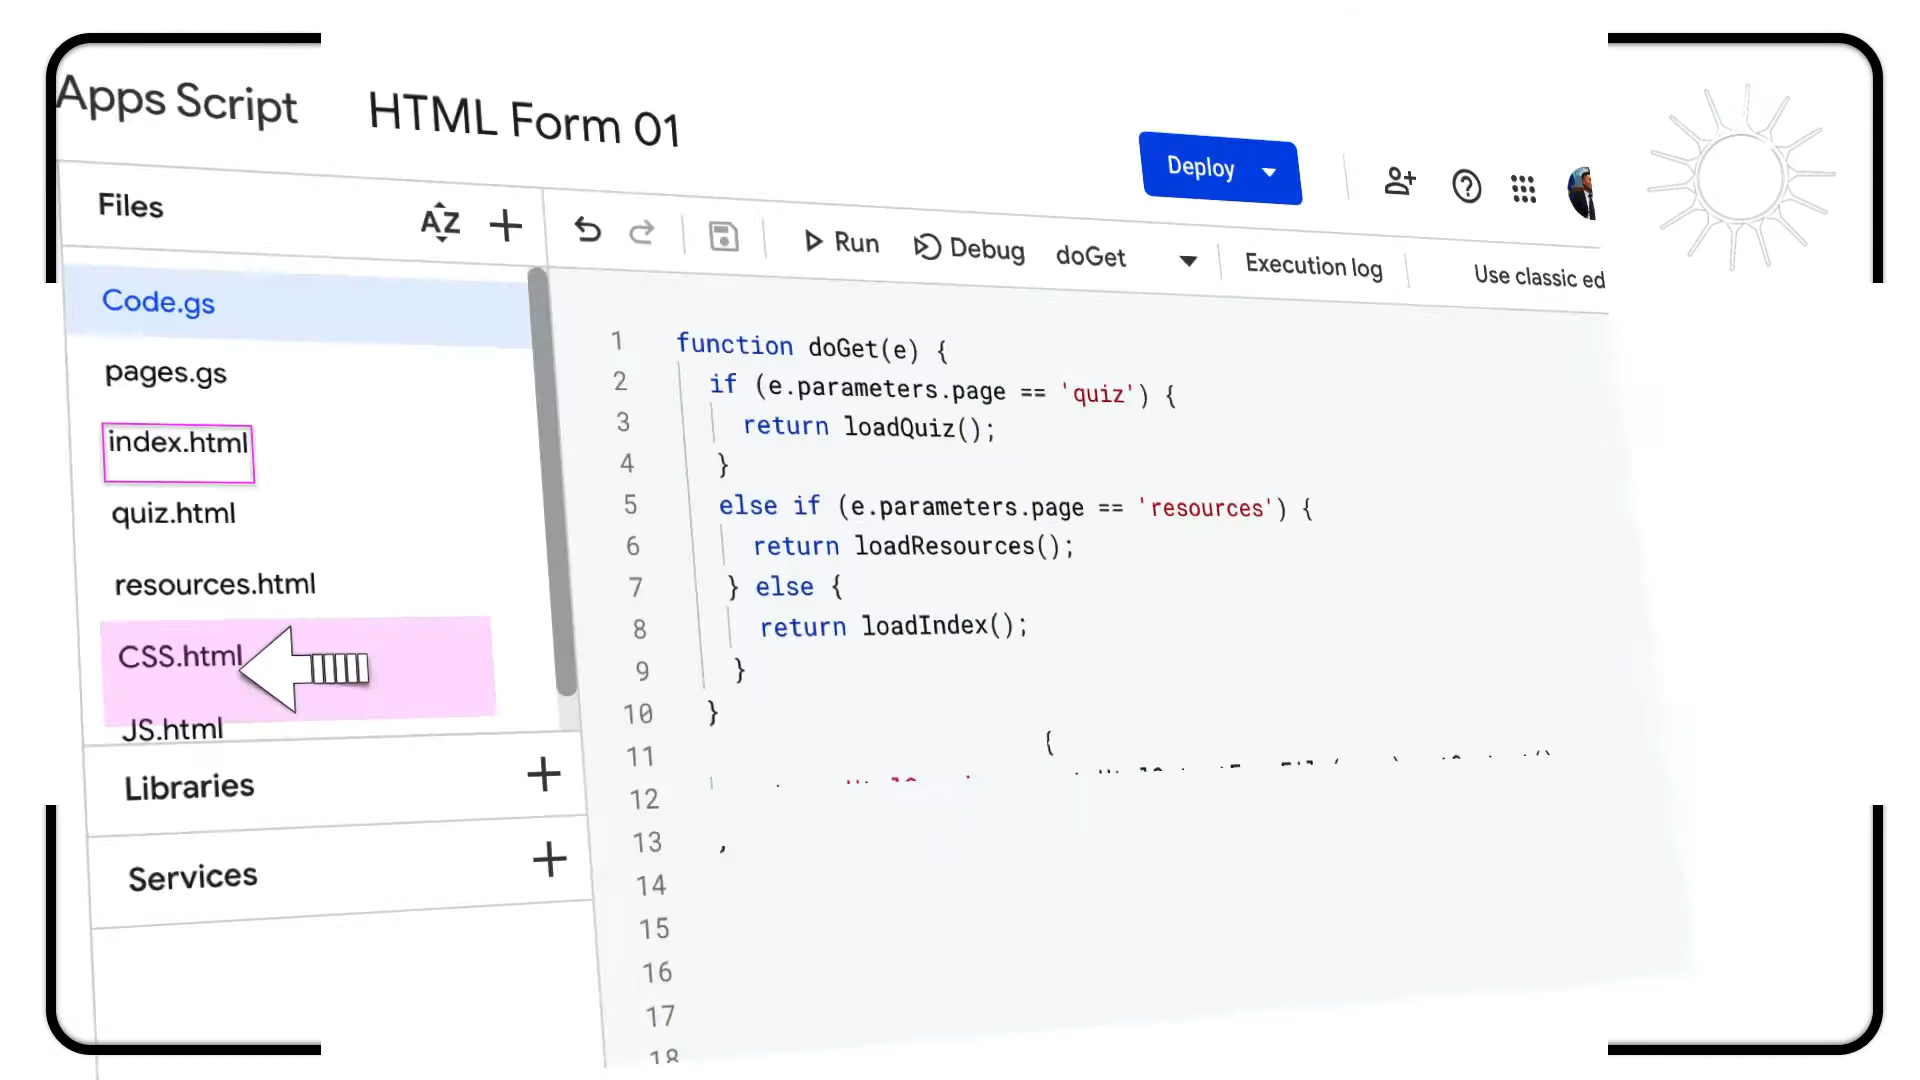 Apps Script HTML Form 01
Deploy
Files AZ +
Run Debug doGet Execution log Use classic ed
Code.gs
pages.gs
index.html
quiz.html
resources.html
CSS.html
JS.html
Libraries +
Services +
1 function doGet(e) {
2 if (e.parameters.page == 'quiz') {
3 return loadQuiz();
4 }
5 else if (e.parameters.page == 'resources') {
6 return loadResources();
7 } else {
8 return loadIndex();
9 }
10 }
11 {
12
13
14
15
16
17
18